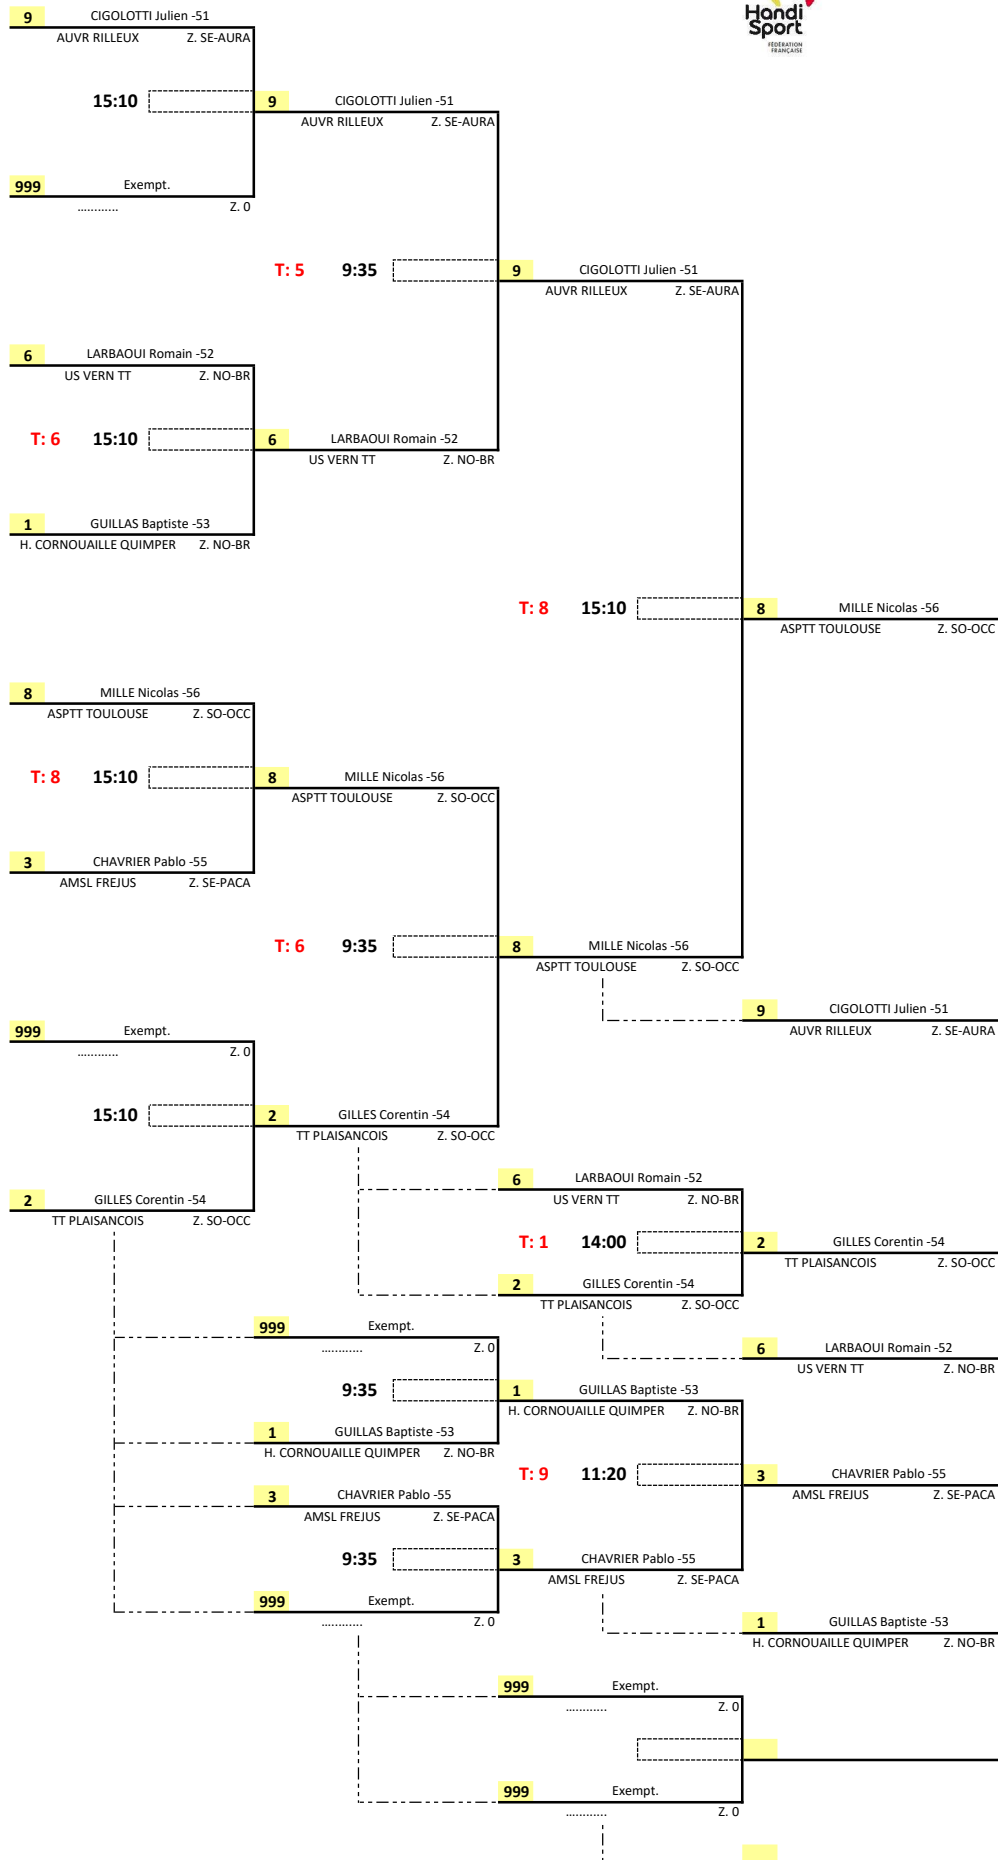 Handi
Sport
FÉDÉRATION
FRANÇAISE
9 CIGOLOTTI Julien -51
AUVR RILLEUX Z. SE-AURA
15:10 9 CIGOLOTTI Julien -51
AUVR RILLEUX Z. SE-AURA
999 Exempt.
............ Z. 0
T: 5 9:35 9 CIGOLOTTI Julien -51
AUVR RILLEUX Z. SE-AURA
6 LARBAOUI Romain -52
US VERN TT Z. NO-BR
T: 6 15:10 6 LARBAOUI Romain -52
US VERN TT Z. NO-BR
1 GUILLAS Baptiste -53
H. CORNOUAILLE QUIMPER Z. NO-BR
T: 8 15:10 8 MILLE Nicolas -56
ASPTT TOULOUSE Z. SO-OCC
8 MILLE Nicolas -56
ASPTT TOULOUSE Z. SO-OCC
T: 8 15:10 8 MILLE Nicolas -56
ASPTT TOULOUSE Z. SO-OCC
3 CHAVRIER Pablo -55
AMSL FREJUS Z. SE-PACA
T: 6 9:35 8 MILLE Nicolas -56
ASPTT TOULOUSE Z. SO-OCC
9 CIGOLOTTI Julien -51
AUVR RILLEUX Z. SE-AURA
999 Exempt.
............ Z. 0
15:10 2 GILLES Corentin -54
TT PLAISANCOIS Z. SO-OCC
6 LARBAOUI Romain -52
US VERN TT Z. NO-BR
2 GILLES Corentin -54
TT PLAISANCOIS Z. SO-OCC
T: 1 14:00 2 GILLES Corentin -54
TT PLAISANCOIS Z. SO-OCC
2 GILLES Corentin -54
TT PLAISANCOIS Z. SO-OCC
999 Exempt.
............ Z. 0
6 LARBAOUI Romain -52
US VERN TT Z. NO-BR
9:35 1 GUILLAS Baptiste -53
H. CORNOUAILLE QUIMPER Z. NO-BR
1 GUILLAS Baptiste -53
H. CORNOUAILLE QUIMPER Z. NO-BR
T: 9 11:20 3 CHAVRIER Pablo -55
AMSL FREJUS Z. SE-PACA
3 CHAVRIER Pablo -55
AMSL FREJUS Z. SE-PACA
9:35 3 CHAVRIER Pablo -55
AMSL FREJUS Z. SE-PACA
999 Exempt.
............ Z. 0
1 GUILLAS Baptiste -53
H. CORNOUAILLE QUIMPER Z. NO-BR
999 Exempt.
............ Z. 0
999 Exempt.
............ Z. 0